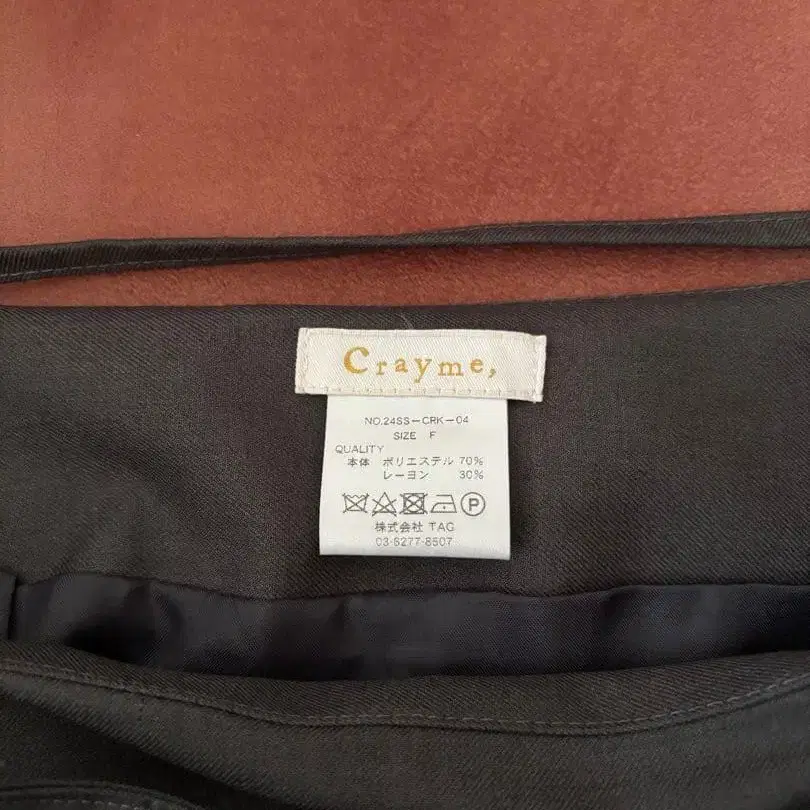 Crayme,
NO.24SS-CRK-04
SIZE F
QUALITY
本体 ポリエステル 70%
レーヨン 30%
P
株式会社 TAG
03-6277-8507